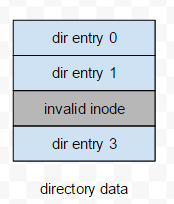 dir entry 0
dir entry 1
invalid inode
dir entry 3
directory data